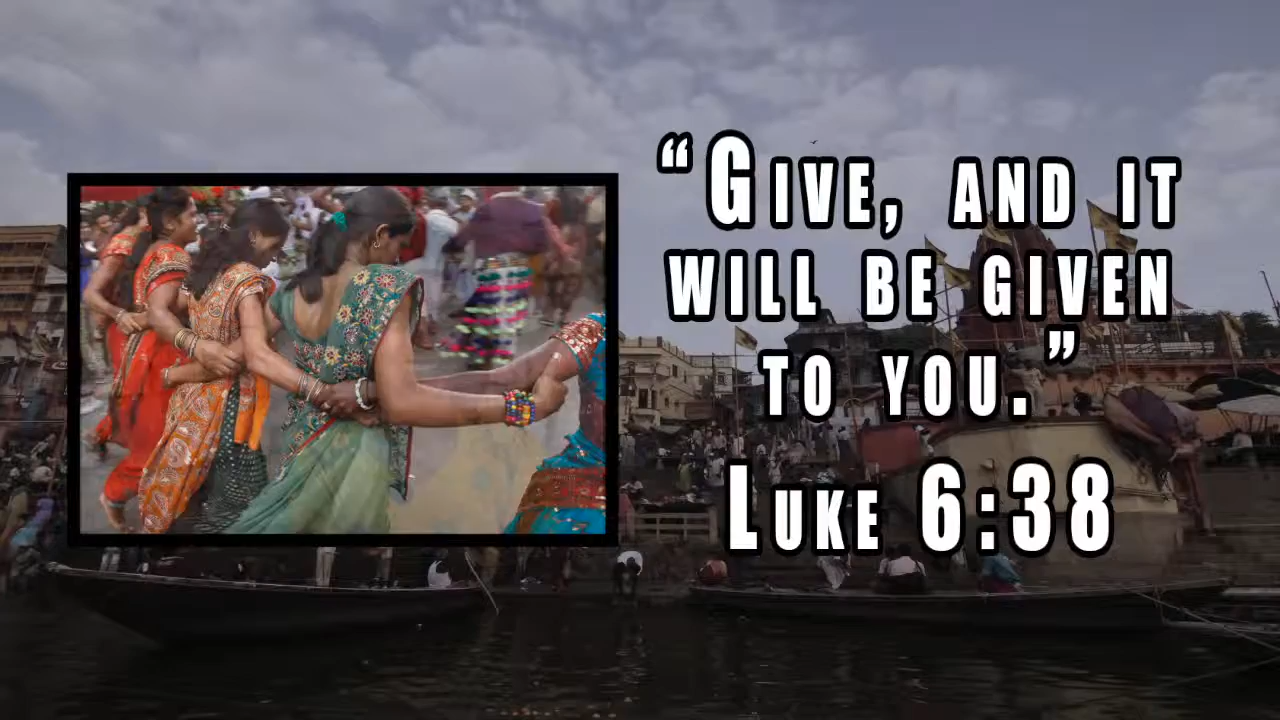 “Give, and it
will be given
to you.”
Luke 6:38